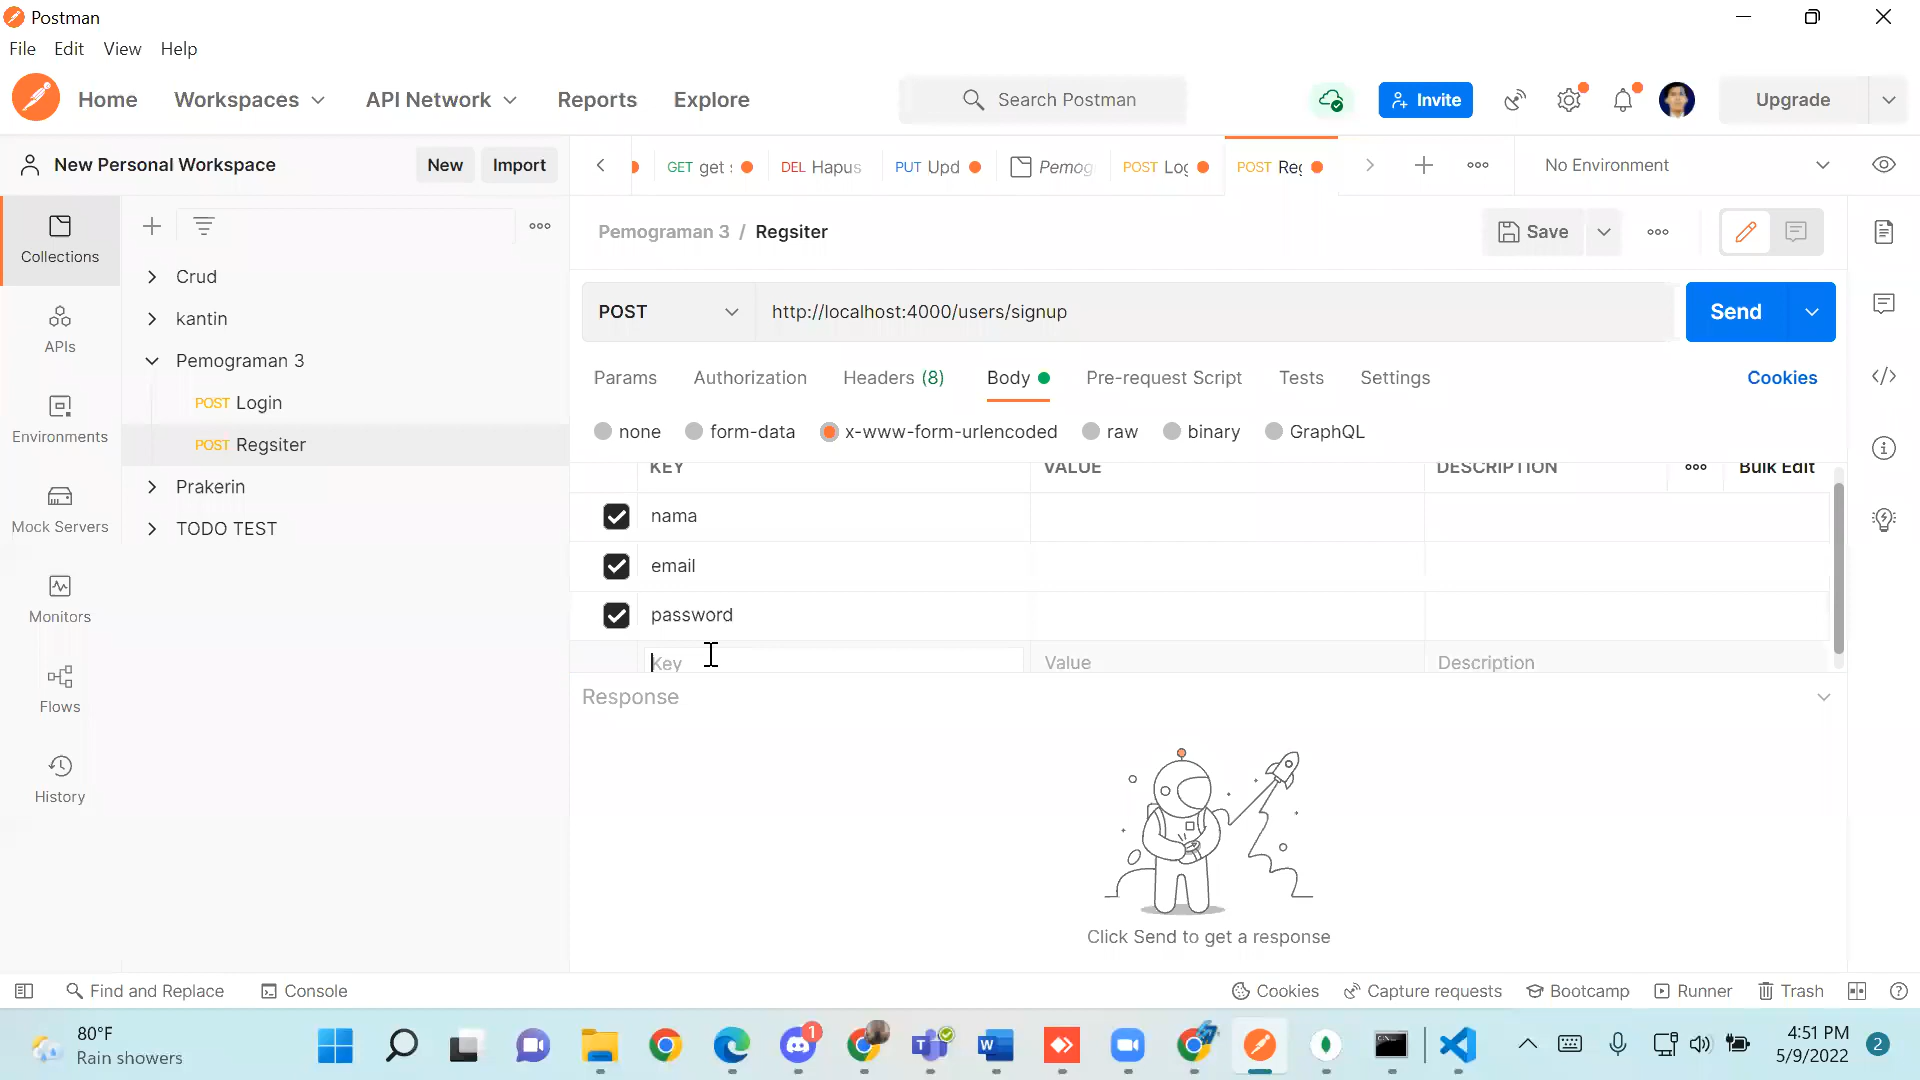 Postman
File Edit View Help
Home Workspaces API Network Reports Explore Search Postman Invite Upgrade
New Personal Workspace New Import
GET get DEL Hapus PUT Upd Pemog POST Log POST Reg No Environment
Collections
APIs
Environments
Mock Servers
Monitors
Flows
History
Crud
kantin
Pemograman 3
POST Login
POST Regsiter
Prakerin
TODO TEST
Pemograman 3 / Regsiter Save
POST http://localhost:4000/users/signup Send
Params Authorization Headers (8) Body Pre-request Script Tests Settings Cookies
none form-data x-www-form-urlencoded raw binary GraphQL
KEY VALUE DESCRIPTION Bulk Edit
nama
email
password
Key Value Description
Response
Click Send to get a response
Find and Replace Console Cookies Capture requests Bootcamp Runner Trash
80°F
Rain showers
1
4:51 PM
5/9/2022
2